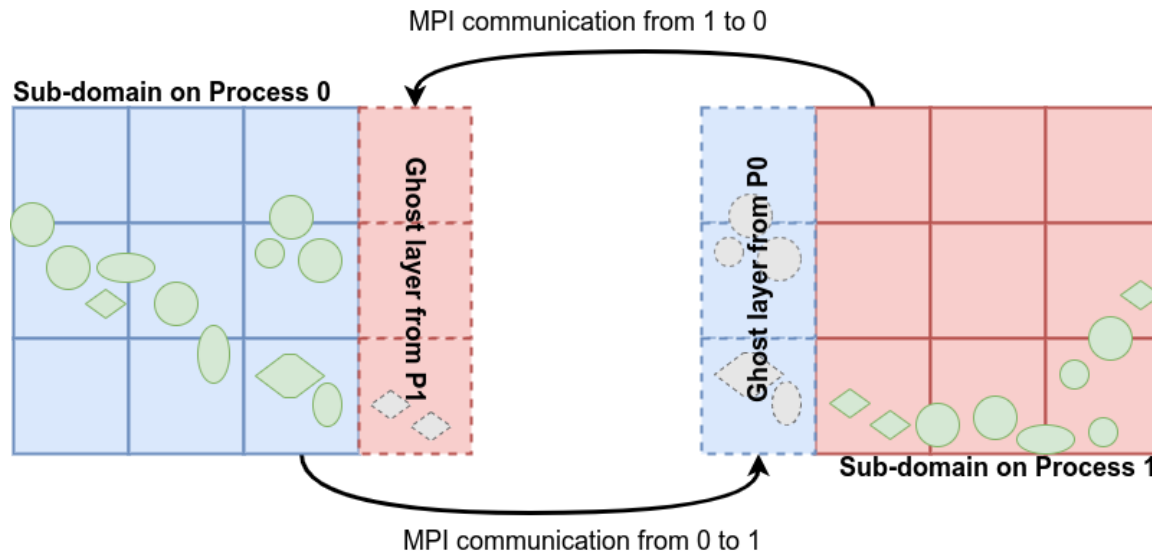 MPI communication from 1 to 0
Sub-domain on Process 0
Ghost layer from P1
Ghost layer from P0
Sub-domain on Process 1
MPI communication from 0 to 1